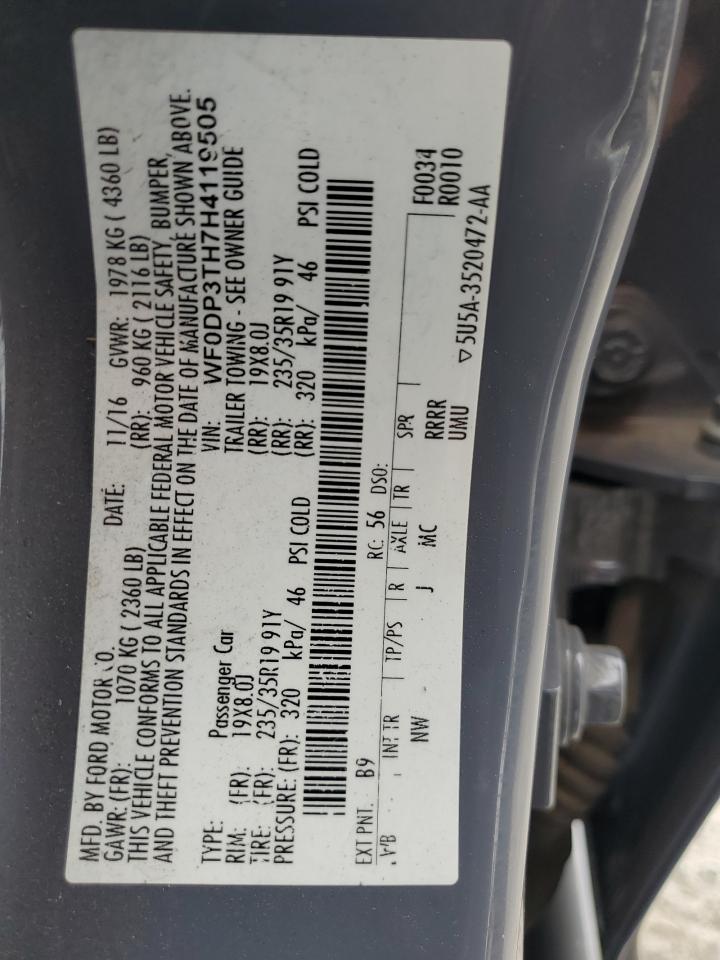 MFD. BY FORD MOTOR CO. DATE: 11/16 GVWR: 1978 KG ( 4360 LB)
GAWR: (FR): 1070 KG ( 2360 LB) (RR): 960 KG ( 2116 LB)
THIS VEHICLE CONFORMS TO ALL APPLICABLE FEDERAL MOTOR VEHICLE SAFETY, BUMPER,
AND THEFT PREVENTION STANDARDS IN EFFECT ON THE DATE OF MANUFACTURE SHOWN ABOVE.
VIN: WF0DP3TH7H4119505
TYPE: Passenger Car TRAILER TOWING - SEE OWNER GUIDE
RIM: (FR): 19X8.0J (RR): 19X8.0J
TIRE: (FR): 235/35R19 91Y (RR): 235/35R19 91Y
PRESSURE: (FR): 320 kPa/ 46 PSI COLD (RR): 320 kPa/ 46 PSI COLD
EXT PNT: B9 RC: 56 DSO: F0034
R0010
WB INT TR TP/PS R AXLE TR SPR
NW J MC RRRR
UMU ▽5U5A-3520472-AA